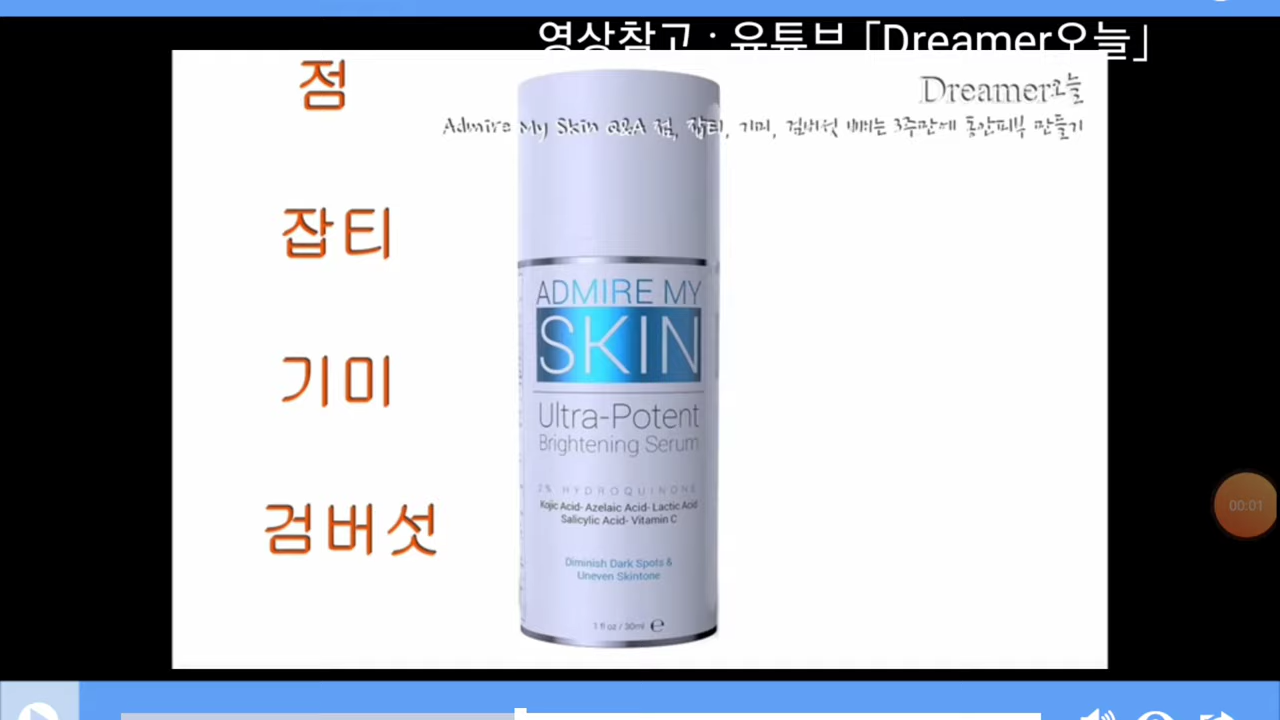 영상참고 : 유튜브 「Dreamer오늘」
점
Dreamer오늘
Admire My Skin Q&A 점, 잡티, 기미, 검버섯 빼는 3주만에 동안피부 만들기
잡티
기미
검버섯
ADMIRE MY
SKIN
Ultra-Potent
Brightening Serum
2% HYDROQUINONE
Kojic Acid- Azelaic Acid- Lactic Acid
Salicylic Acid- Vitamin C
Diminish Dark Spots &
Uneven Skintone
1 fl oz / 30ml e
00:01